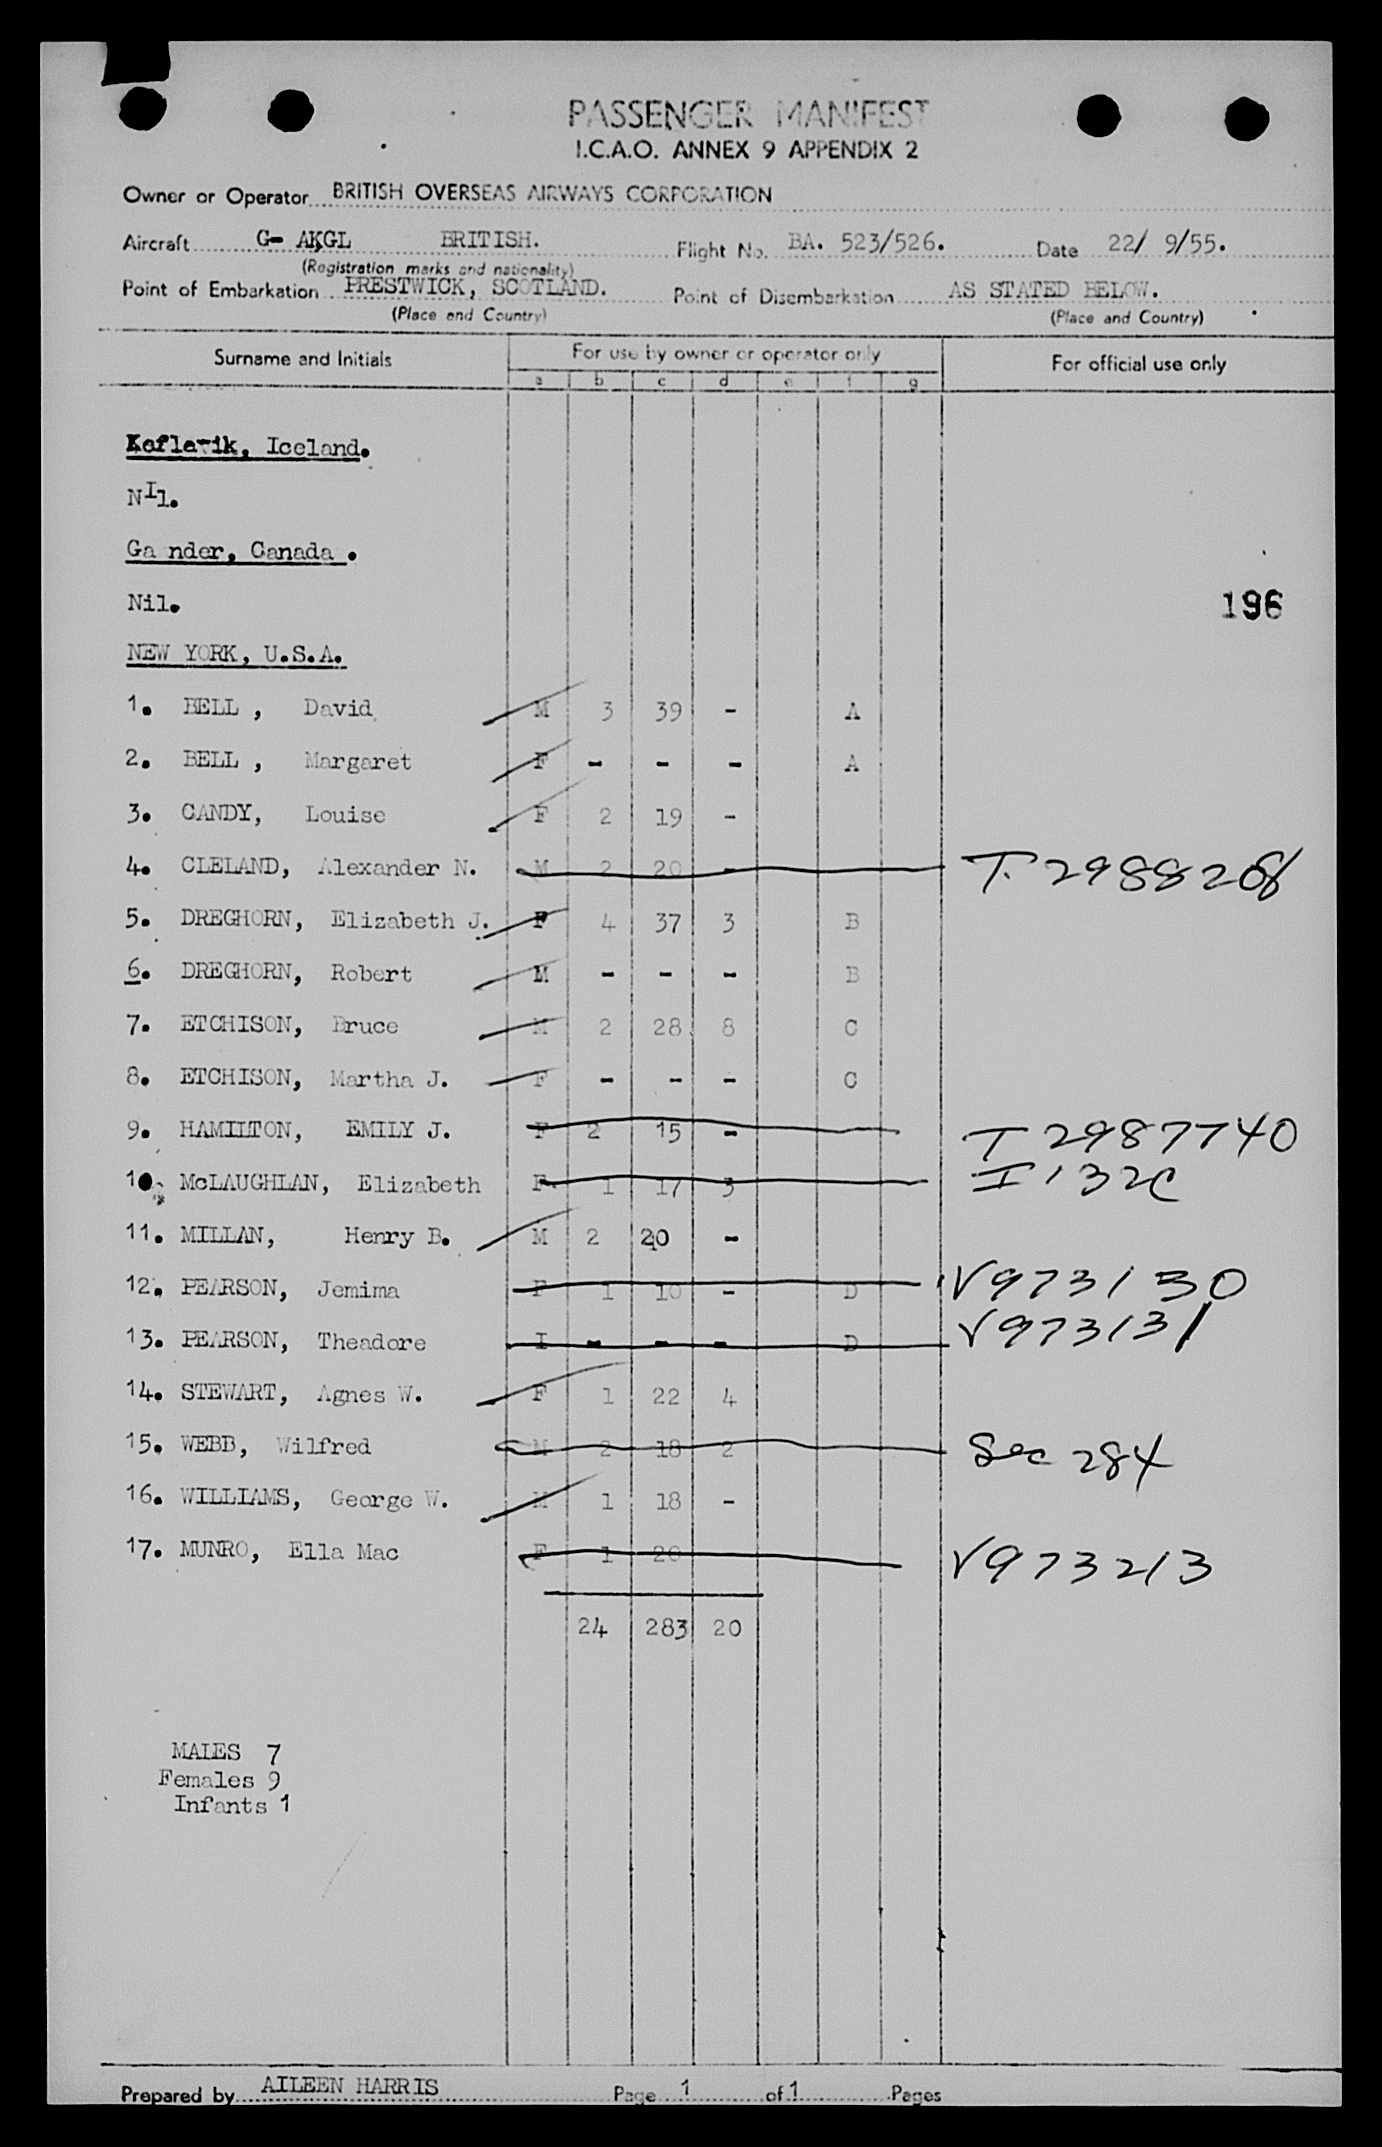 PASSENGER MANIFEST
I.C.A.O. ANNEX 9 APPENDIX 2
Owner or Operator BRITISH OVERSEAS AIRWAYS CORPORATION
Aircraft G- AKGL BRITISH. Flight No. BA. 523/526. Date 22/ 9/55.
(Registration marks and nationality)
Point of Embarkation PRESTWICK, SCOTLAND. Point of Disembarkation AS STATED BELOW.
(Place and Country) (Place and Country)
Surname and Initials For use by owner or operator only For official use only
a b c d e f g
Keflavik, Iceland.
NIl.
Ga nder, Canada .
Nil. 196
NEW YORK, U.S.A.
1. BELL , David M 3 39 - A
2. BELL , Margaret F - - - A
3. CANDY, Louise F 2 19 -
4. CLELAND, Alexander N. M 2 20 - T.298820
5. DREGHORN, Elizabeth J. F 4 37 3 B
6. DREGHORN, Robert M - - - B
7. ETCHISON, Bruce M 2 28 8 C
8. ETCHISON, Martha J. F - - - C
9. HAMILTON, EMILY J. F 2 15 - T 2987740
10. McLAUGHLAN, Elizabeth F 1 17 3 I 132C
11. MILLAN, Henry B. M 2 20 -
12. PEARSON, Jemima F 1 10 - D V973130
13. PEARSON, Theadore I - - - D V973131
14. STEWART, Agnes W. F 1 22 4
15. WEBB, Wilfred M 2 18 2 Sec 284
16. WILLIAMS, George W. M 1 18 -
17. MUNRO, Ella Mac F 1 20 V973213
24 283 20
MALES 7
Females 9
Infants 1
Prepared by AILEEN HARRIS Page 1 of 1 Pages